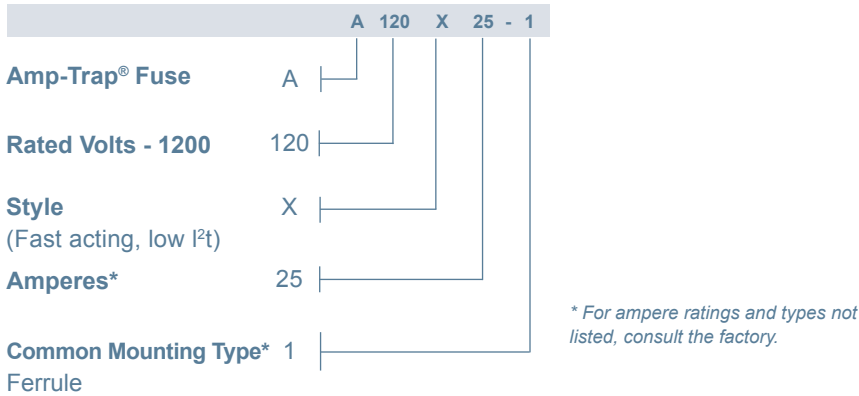 A 120 X 25 - 1
Amp-Trap® Fuse A
Rated Volts - 1200 120
Style X
(Fast acting, low I²t)
Amperes* 25
* For ampere ratings and types not
listed, consult the factory.
Common Mounting Type* 1
Ferrule